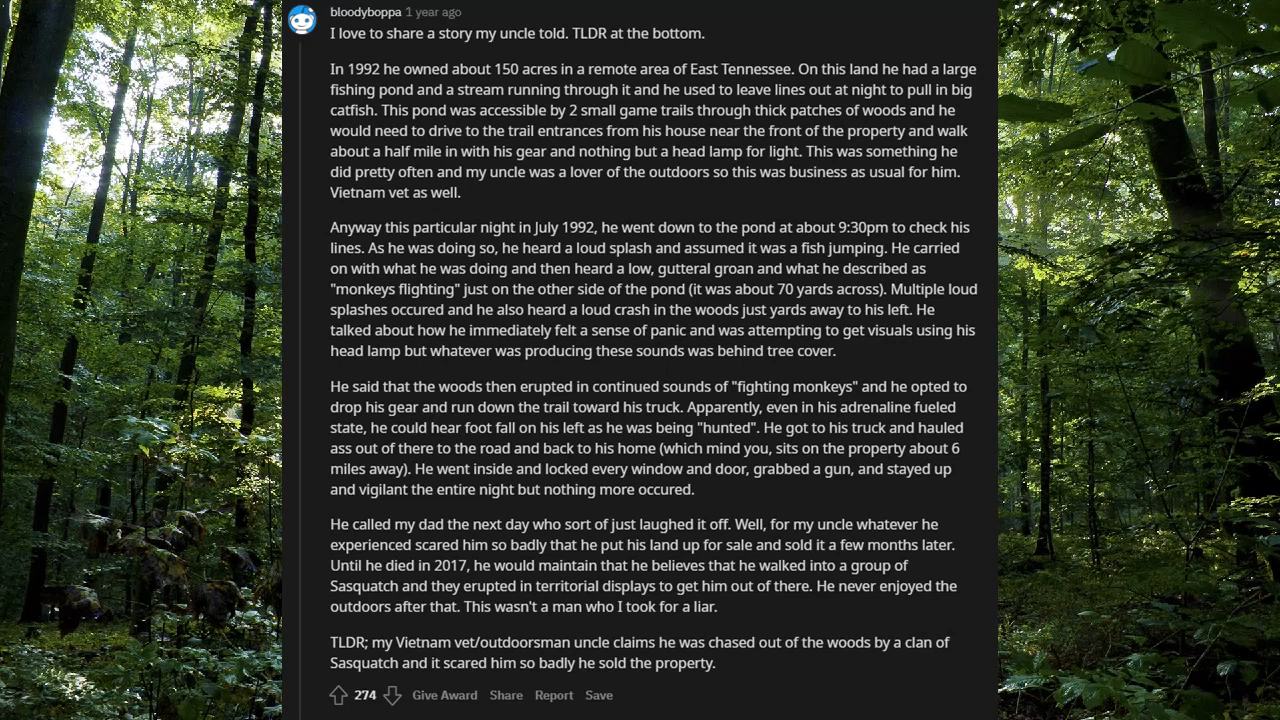 bloodyboppa 1 year ago
I love to share a story my uncle told. TLDR at the bottom.
In 1992 he owned about 150 acres in a remote area of East Tennessee. On this land he had a large
fishing pond and a stream running through it and he used to leave lines out at night to pull in big
catfish. This pond was accessible by 2 small game trails through thick patches of woods and he
would need to drive to the trail entrances from his house near the front of the property and walk
about a half mile in with his gear and nothing but a head lamp for light. This was something he
did pretty often and my uncle was a lover of the outdoors so this was business as usual for him.
Vietnam vet as well.
Anyway this particular night in July 1992, he went down to the pond at about 9:30pm to check his
lines. As he was doing so, he heard a loud splash and assumed it was a fish jumping. He carried
on with what he was doing and then heard a low, gutteral groan and what he described as
"monkeys flighting" just on the other side of the pond (it was about 70 yards across). Multiple loud
splashes occured and he also heard a loud crash in the woods just yards away to his left. He
talked about how he immediately felt a sense of panic and was attempting to get visuals using his
head lamp but whatever was producing these sounds was behind tree cover.
He said that the woods then erupted in continued sounds of "fighting monkeys" and he opted to
drop his gear and run down the trail toward his truck. Apparently, even in his adrenaline fueled
state, he could hear foot fall on his left as he was being "hunted". He got to his truck and hauled
ass out of there to the road and back to his home (which mind you, sits on the property about 6
miles away). He went inside and locked every window and door, grabbed a gun, and stayed up
and vigilant the entire night but nothing more occured.
He called my dad the next day who sort of just laughed it off. Well, for my uncle whatever he
experienced scared him so badly that he put his land up for sale and sold it a few months later.
Until he died in 2017, he would maintain that he believes that he walked into a group of
Sasquatch and they erupted in territorial displays to get him out of there. He never enjoyed the
outdoors after that. This wasn't a man who I took for a liar.
TLDR; my Vietnam vet/outdoorsman uncle claims he was chased out of the woods by a clan of
Sasquatch and it scared him so badly he sold the property.
274 Give Award Share Report Save